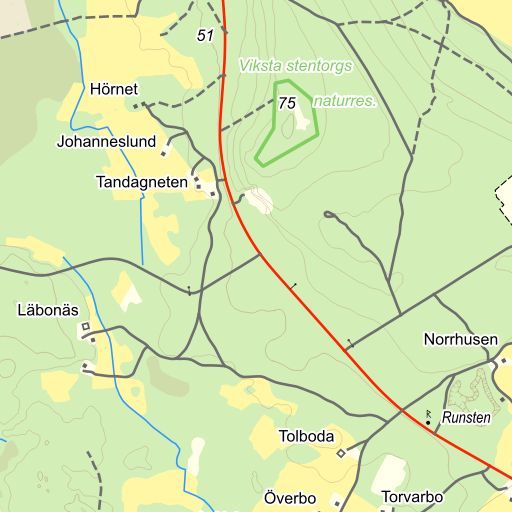 51
Viksta stentorgs
Hörnet
75
naturres.
Johanneslund
Tandagneten
Läbonäs
Norrhusen
Runsten
Tolboda
Överbo
Torvarbo